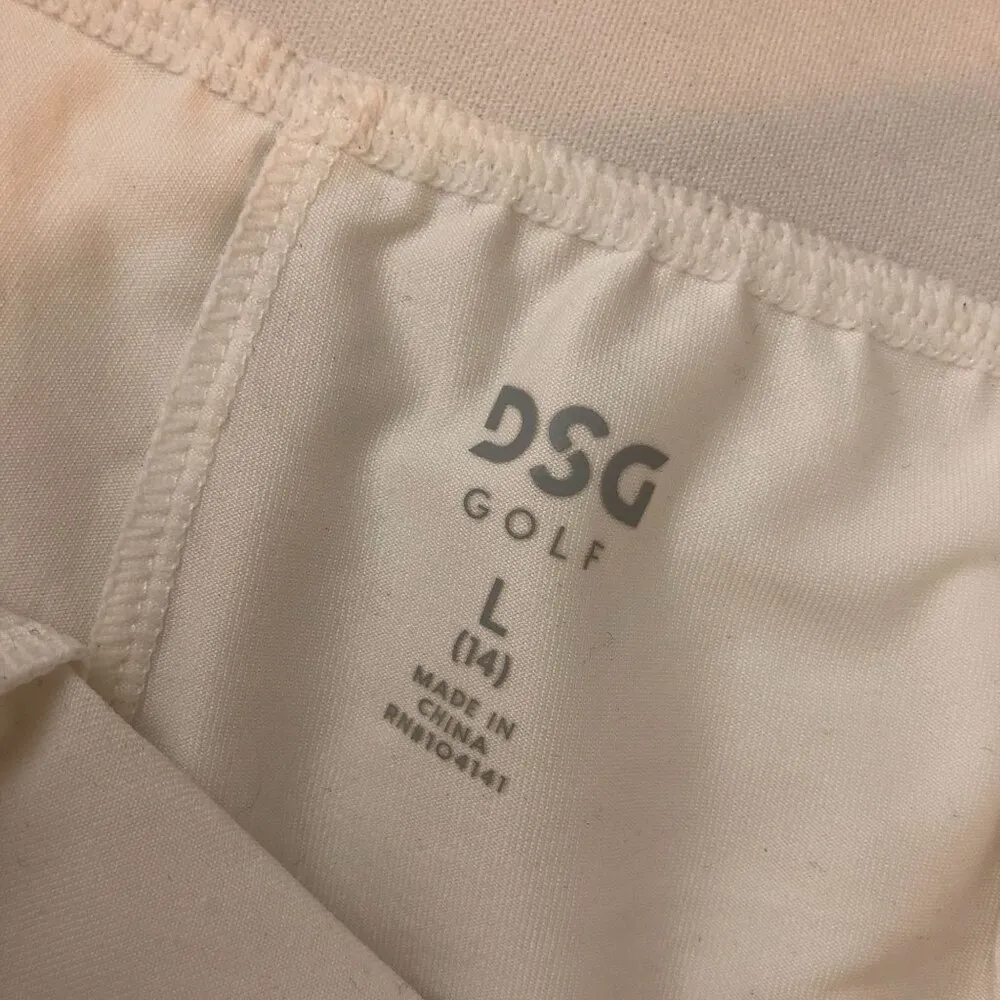 DSG
GOLF
L
(14)
MADE IN
CHINA
RN#104141